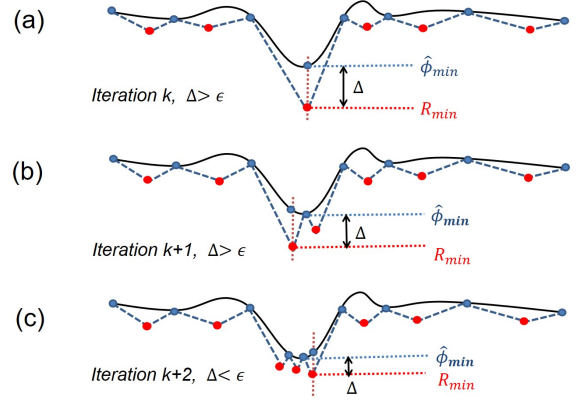 (a)
ϕ̂min
Δ
Iteration k, Δ> ϵ
Rmin
(b)
ϕ̂min
Δ
Iteration k+1, Δ> ϵ
Rmin
(c)
ϕ̂min
Iteration k+2, Δ< ϵ
Rmin
Δ